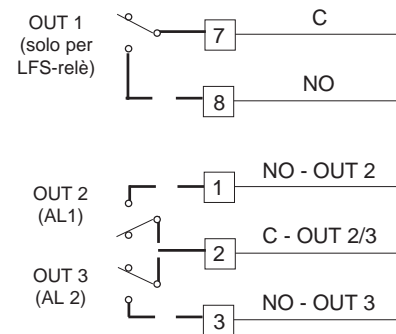 OUT 1
(solo per
LFS-relè)
7
C
8
NO
OUT 2
(AL1)
1
NO - OUT 2
2
C - OUT 2/3
OUT 3
(AL 2)
3
NO - OUT 3